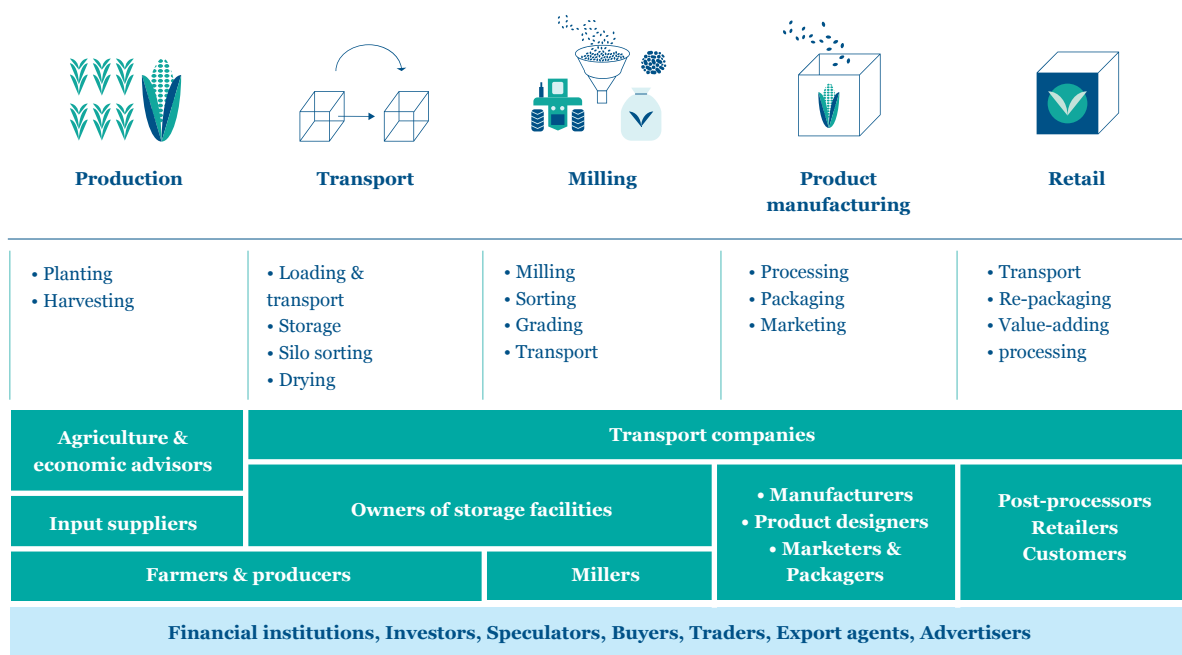 Production
Transport
Milling
Product
manufacturing
Retail
• Planting
• Harvesting
• Loading &
transport
• Storage
• Silo sorting
• Drying
• Milling
• Sorting
• Grading
• Transport
• Processing
• Packaging
• Marketing
• Transport
• Re-packaging
• Value-adding
• processing
Agriculture &
economic advisors
Transport companies
Input suppliers
Owners of storage facilities
• Manufacturers
• Product designers
• Marketers &
Packagers
Post-processors
Retailers
Customers
Farmers & producers
Millers
Financial institutions, Investors, Speculators, Buyers, Traders, Export agents, Advertisers